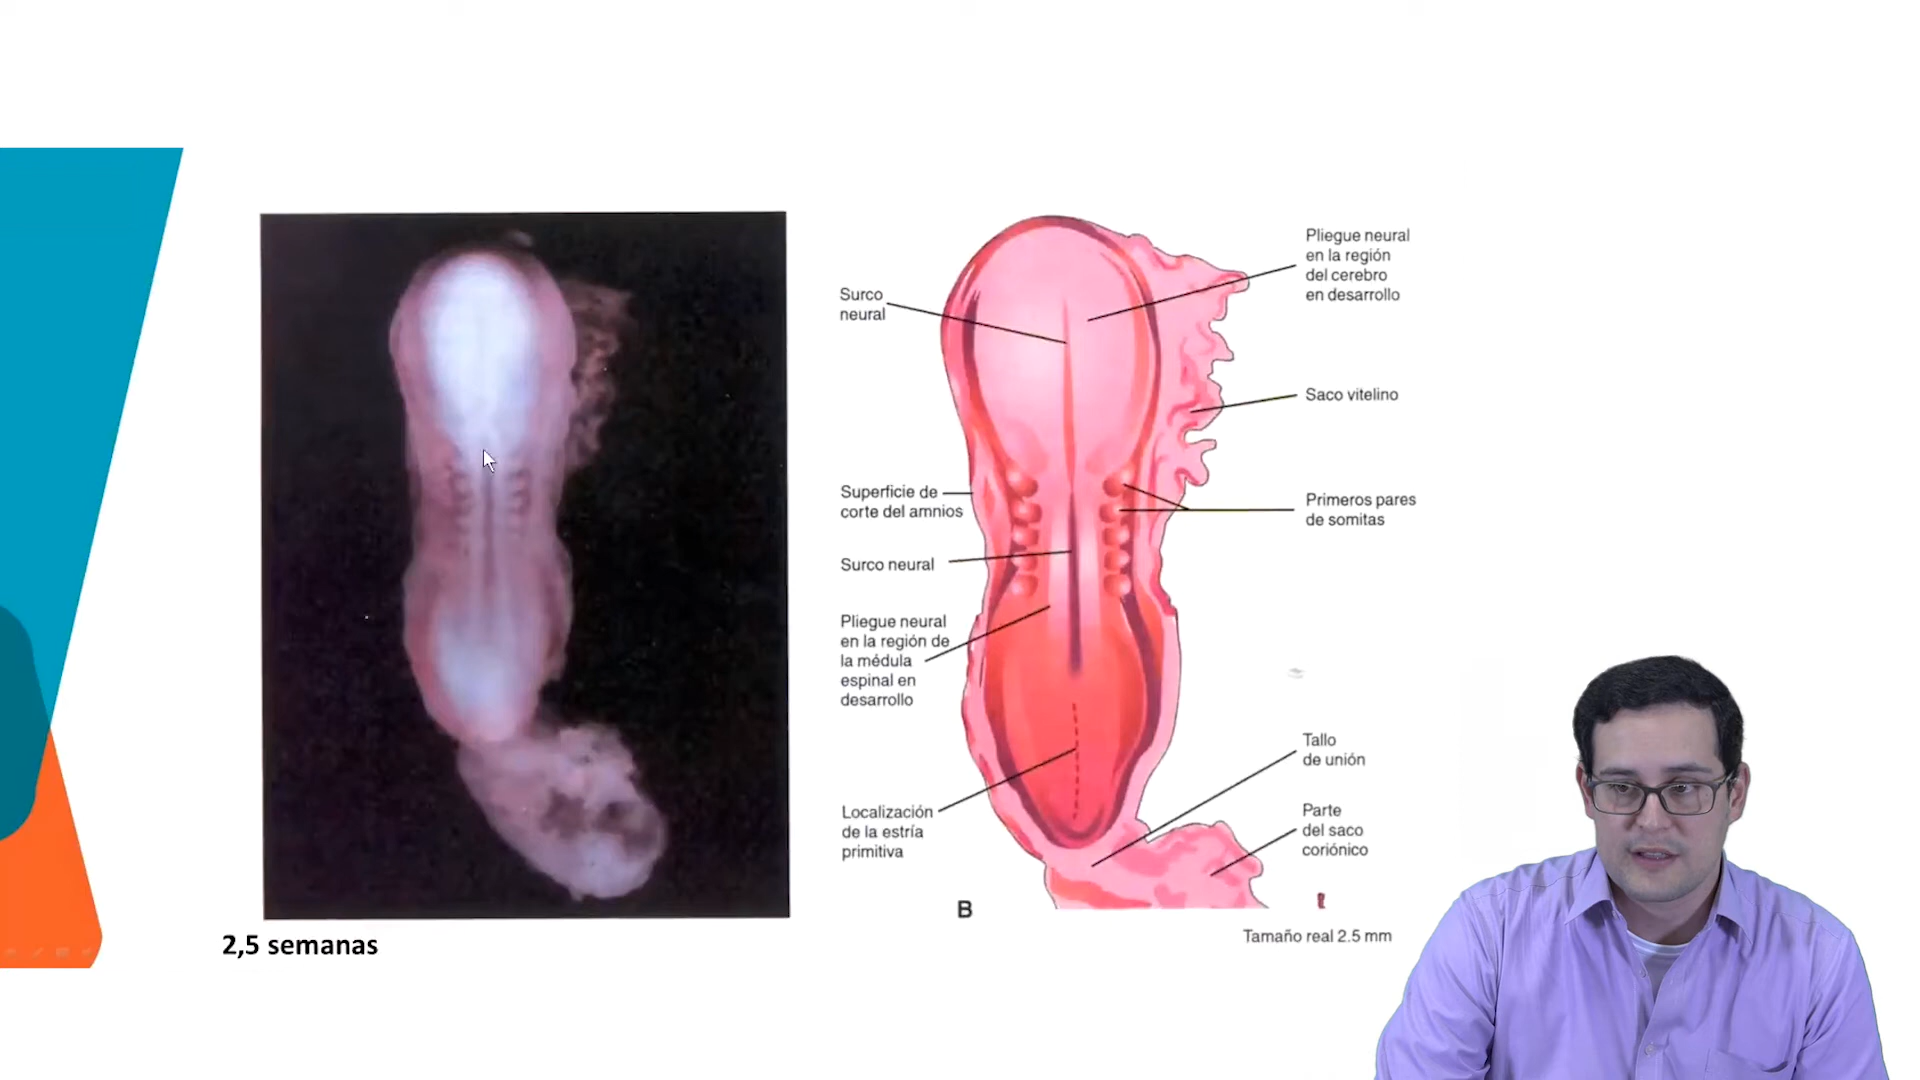 Pliegue neural
en la región
del cerebro
en desarrollo
Surco
neural
Saco vitelino
Superficie de
corte del amnios
Primeros pares
de somitas
Surco neural
Pliegue neural
en la región de
la médula
espinal en
desarrollo
Tallo
de unión
Localización
de la estría
primitiva
Parte
del saco
coriónico
B
Tamaño real 2.5 mm
2,5 semanas